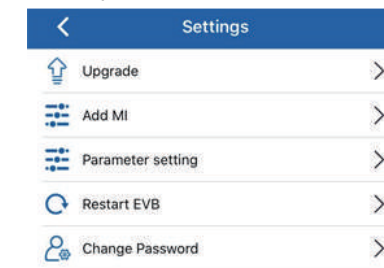 Settings
Upgrade
Add MI
Parameter setting
Restart EVB
Change Password